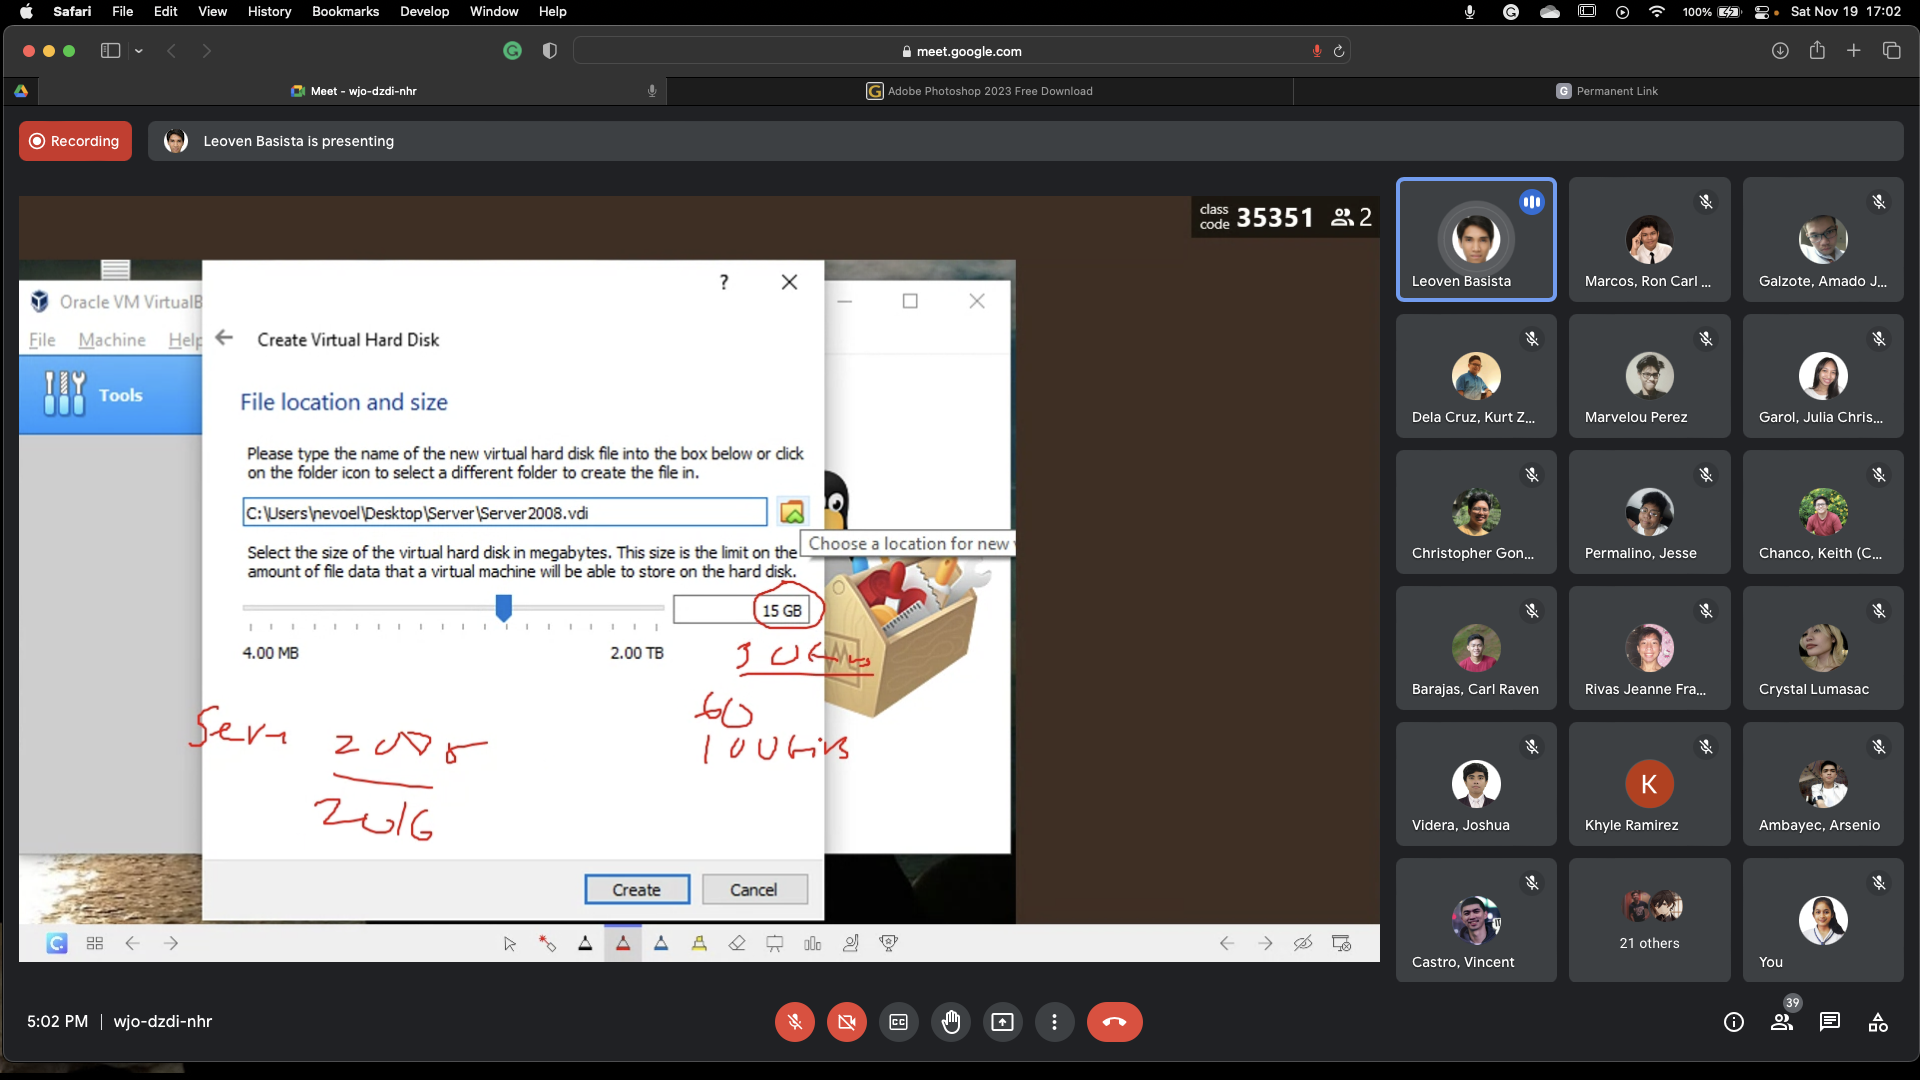 Safari File Edit View History Bookmarks Develop Window Help
100% Sat Nov 19 17:02
meet.google.com
Meet - wjo-dzdi-nhr
Adobe Photoshop 2023 Free Download
Permanent Link
Recording
Leoven Basista is presenting
class code 35351 2
Oracle VM VirtualB
File Machine Help
Tools
?
Create Virtual Hard Disk
File location and size
Please type the name of the new virtual hard disk file into the box below or click
on the folder icon to select a different folder to create the file in.
C:\Users\nevoel\Desktop\Server\Server2008.vdi
Choose a location for new
Select the size of the virtual hard disk in megabytes. This size is the limit on the
amount of file data that a virtual machine will be able to store on the hard disk.
15 GB
4.00 MB
2.00 TB
60
2016
Create
Cancel
Leoven Basista
Marcos, Ron Carl ...
Galzote, Amado J...
Dela Cruz, Kurt Z...
Marvelou Perez
Garol, Julia Chris...
Christopher Gon...
Permalino, Jesse
Chanco, Keith (C...
Barajas, Carl Raven
Rivas Jeanne Fra...
Crystal Lumasac
Videra, Joshua
K
Khyle Ramirez
Ambayec, Arsenio
Castro, Vincent
21 others
You
5:02 PM | wjo-dzdi-nhr
39